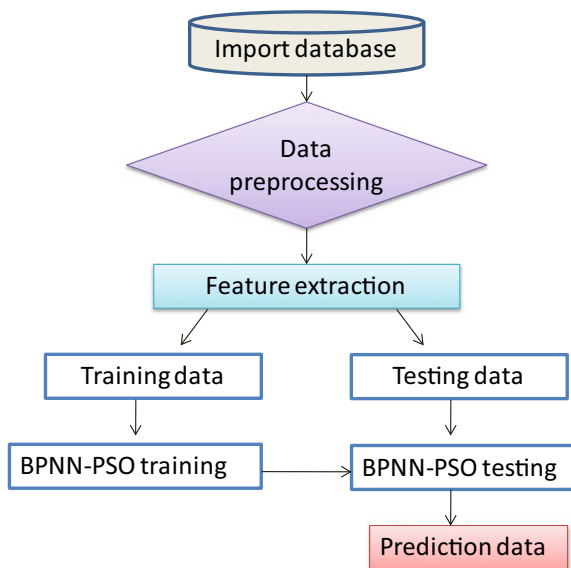 Import database
Data
preprocessing
Feature extraction
Training data
Testing data
BPNN-PSO training
BPNN-PSO testing
Prediction data